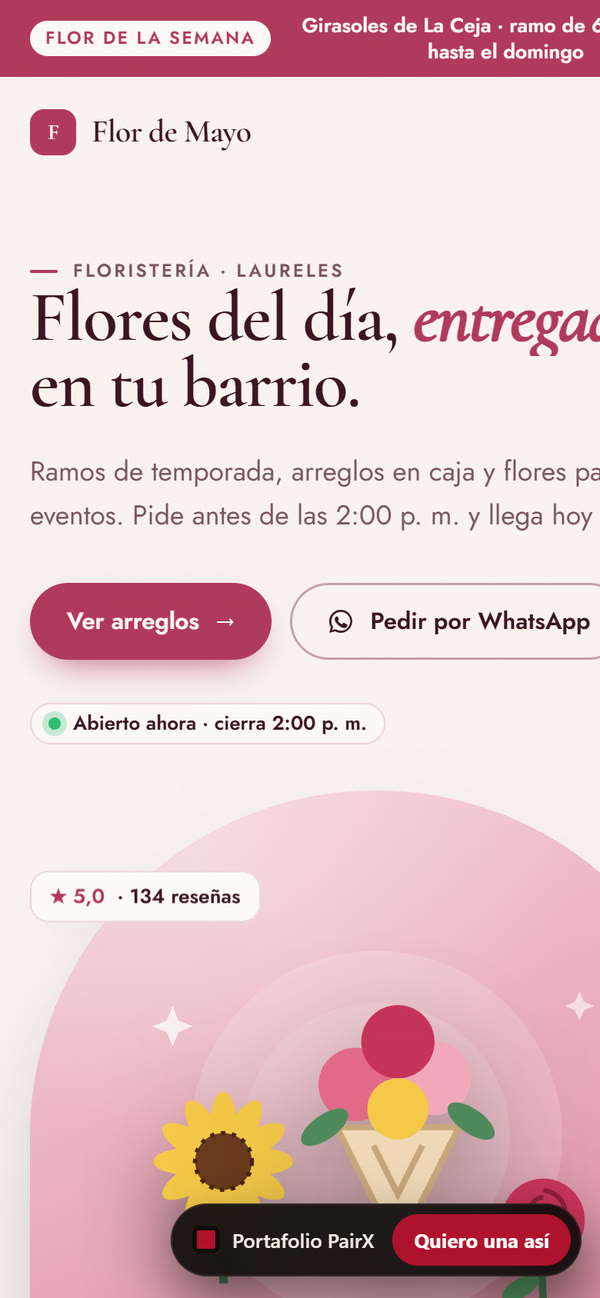 FLOR DE LA SEMANA
Girasoles de La Ceja · ramo de
hasta el domingo
F
Flor de Mayo
FLORISTERÍA · LAURELES
Flores del día,
en tu barrio.
Ramos de temporada, arreglos en caja y flores
eventos. Pide antes de las 2:00 p. m. y llega hoy
Ver arreglos →
Pedir por WhatsApp
Abierto ahora · cierra 2:00 p. m.
★ 5,0 · 134 reseñas
Portafolio PairX
Quiero una así